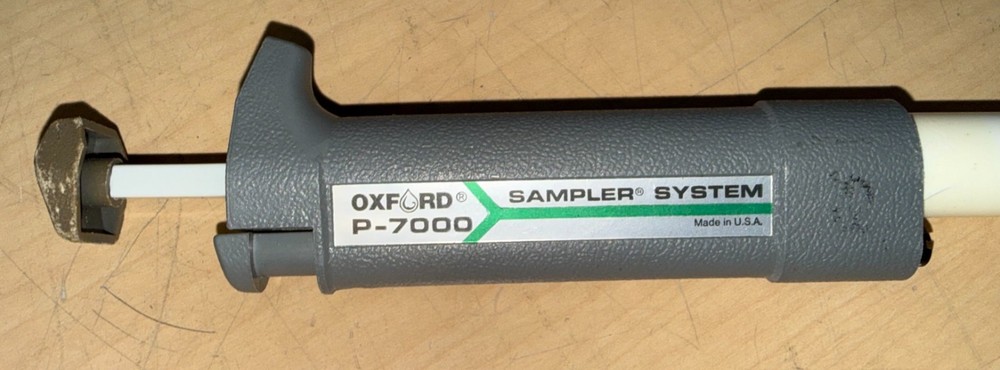 OXFORD® SAMPLER® SYSTEM
P-7000
Made in U.S.A.